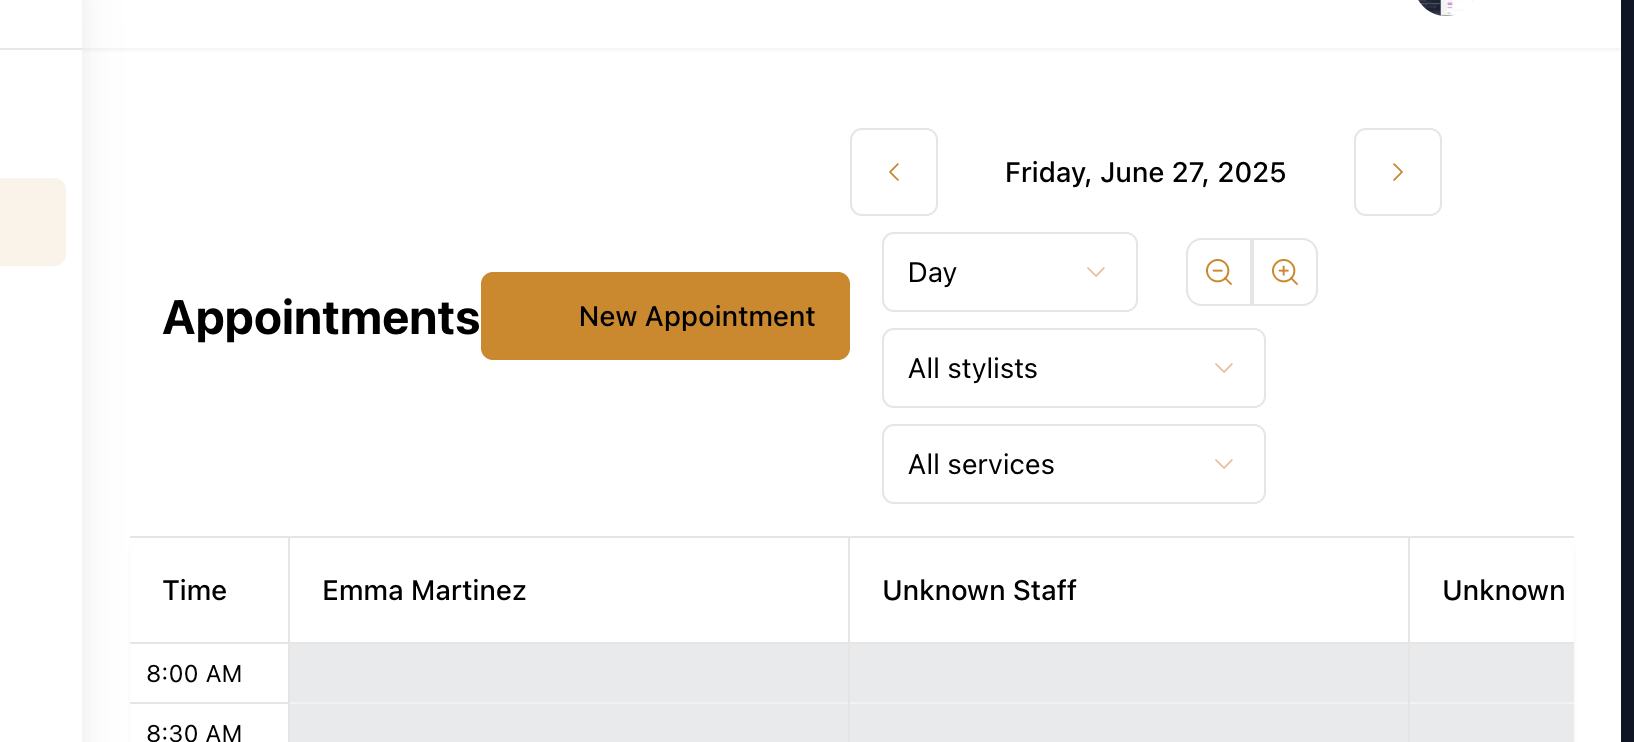 Friday, June 27, 2025
Day
Appointments
New Appointment
All stylists
All services
Time
Emma Martinez
Unknown Staff
Unknown
8:00 AM
8:30 AM